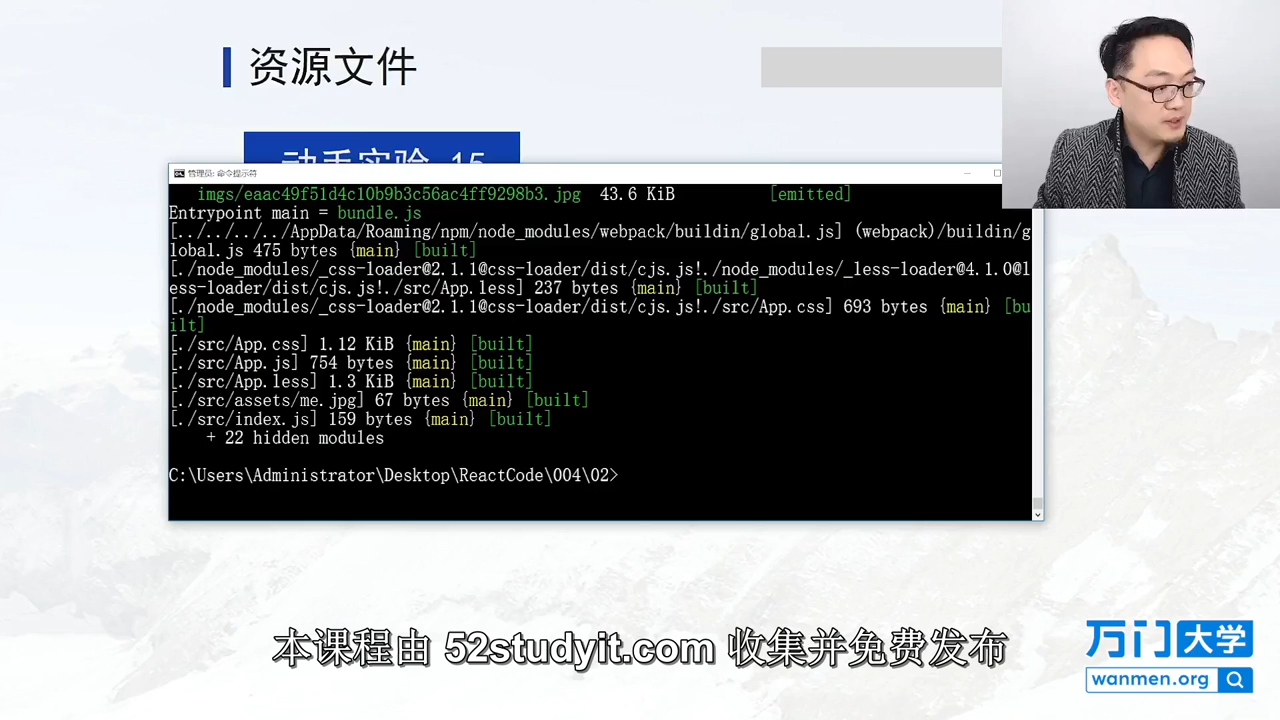 资源文件
动手实验 15
管理员: 命令提示符
imgs/eaac49f51d4c10b9b3c56ac4ff9298b3.jpg 43.6 KiB [emitted]
Entrypoint main = bundle.js
[../../../../AppData/Roaming/npm/node_modules/webpack/buildin/global.js] (webpack)/buildin/g
lobal.js 475 bytes {main} [built]
[./node_modules/_css-loader@2.1.1@css-loader/dist/cjs.js!./node_modules/_less-loader@4.1.0@l
ess-loader/dist/cjs.js!./src/App.less] 237 bytes {main} [built]
[./node_modules/_css-loader@2.1.1@css-loader/dist/cjs.js!./src/App.css] 693 bytes {main} [bu
ilt]
[./src/App.css] 1.12 KiB {main} [built]
[./src/App.js] 754 bytes {main} [built]
[./src/App.less] 1.3 KiB {main} [built]
[./src/assets/me.jpg] 67 bytes {main} [built]
[./src/index.js] 159 bytes {main} [built]
+ 22 hidden modules
C:\Users\Administrator\Desktop\ReactCode\004\02>
本课程由 52studyit.com 收集并免费发布
万门大学
wanmen.org